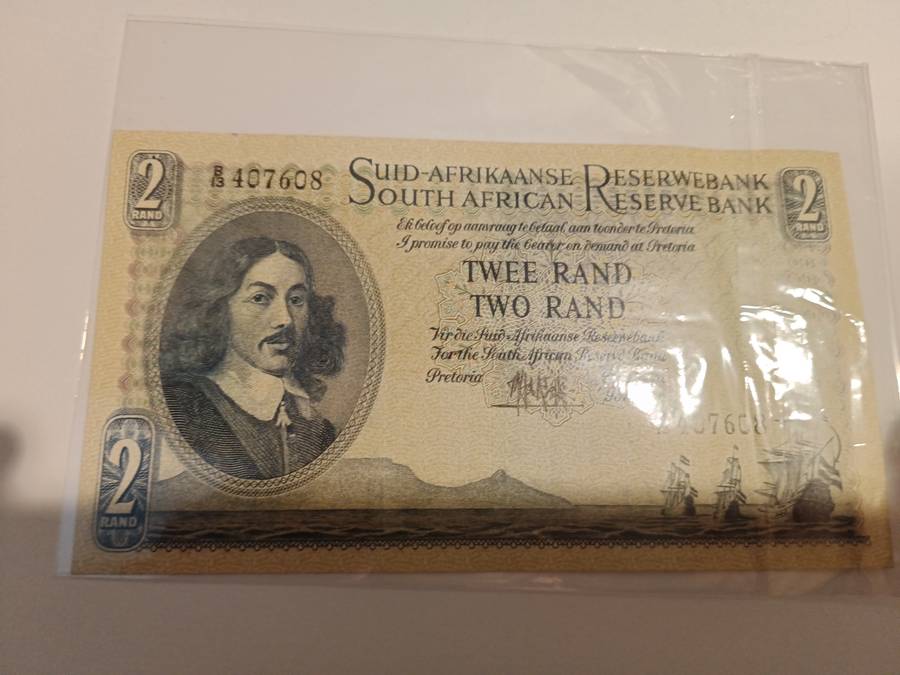 2
RAND
B/13 407608
SUID-AFRIKAANSE RESERWEBANK
SOUTH AFRICAN RESERVE BANK
2
RAND
Ek beloof op aanvraag te betaal aan toonder te Pretoria
I promise to pay the bearer on demand at Pretoria
TWEE RAND
TWO RAND
Vir die Suid-Afrikaanse Reserwebank
For the South African Reserve Bank
Pretoria
407608
2
RAND